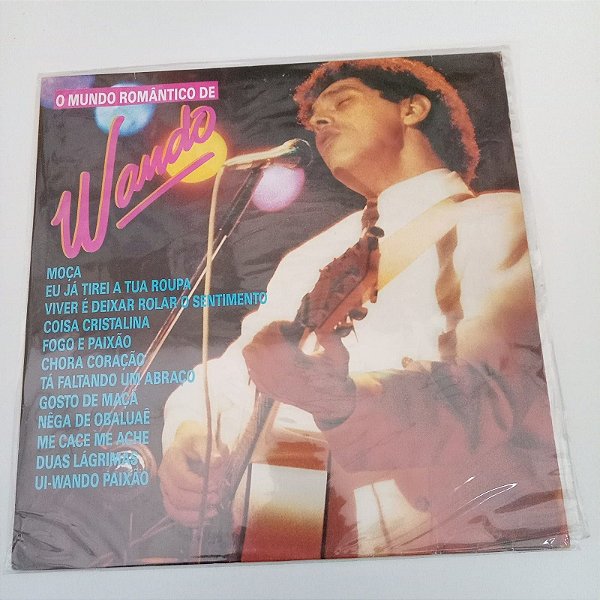 O MUNDO ROMÂNTICO DE
Wando
MOÇA
EU JÁ TIREI A TUA ROUPA
VIVER É DEIXAR ROLAR O SENTIMENTO
COISA CRISTALINA
FOGO E PAIXÃO
CHORA CORAÇÃO
TÁ FALTANDO UM ABRAÇO
GOSTO DE MAÇÃ
NÊGA DE OBALUAÊ
ME CACE ME ACHE
DUAS LÁGRIMAS
UI-WANDO PAIXÃO